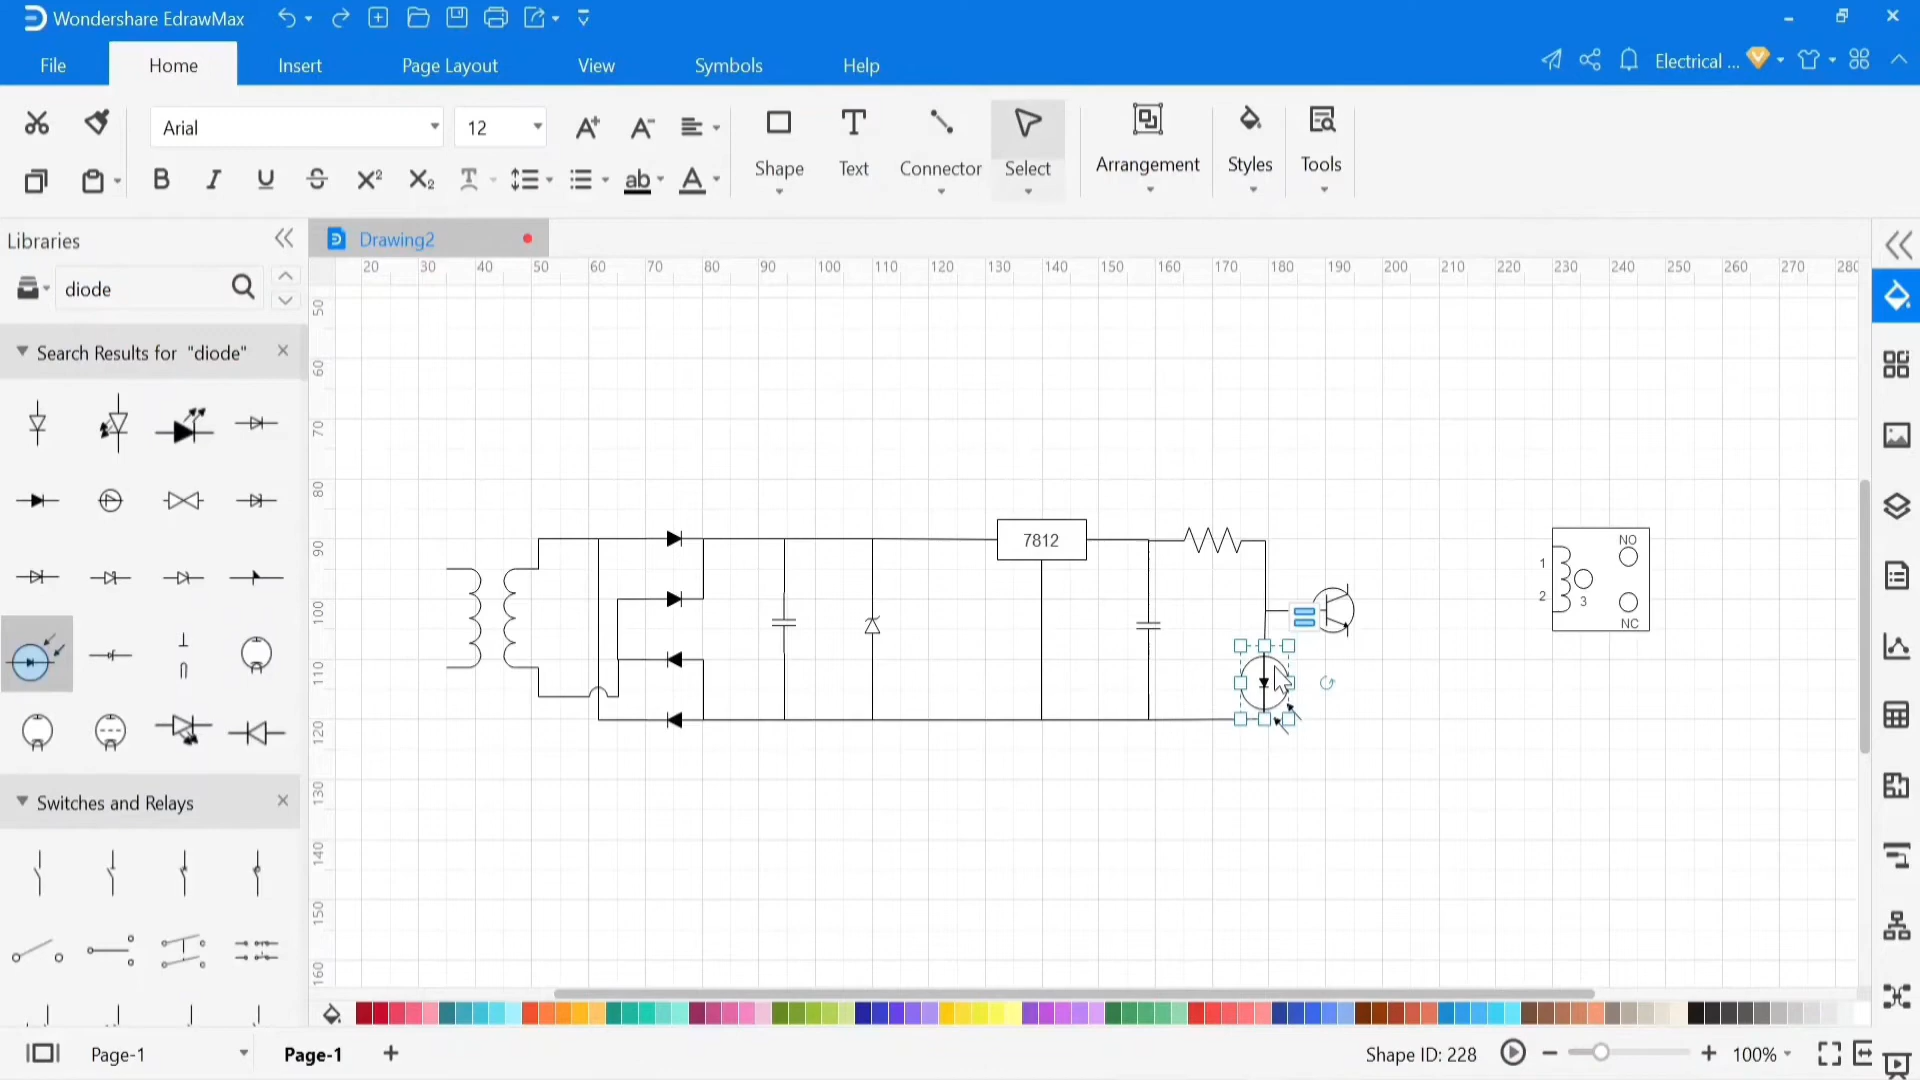 Wondershare EdrawMax
File Home Insert Page Layout View Symbols Help
Electrical ...
Arial
12
Shape Text Connector Select Arrangement Styles Tools
B I U S X² X₂ T ab A
Libraries
Drawing2
20 30 40 50 60 70 80 90 100 110 120 130 140 150 160 170 180 190 200 210 220 230 240 250 260 270 280
diode
Search Results for "diode"
50
60
70
80
90
100
110
120
130
140
150
160
7812
NO
1
2
3
NC
Switches and Relays
Page-1
Page-1
Shape ID: 228
100%